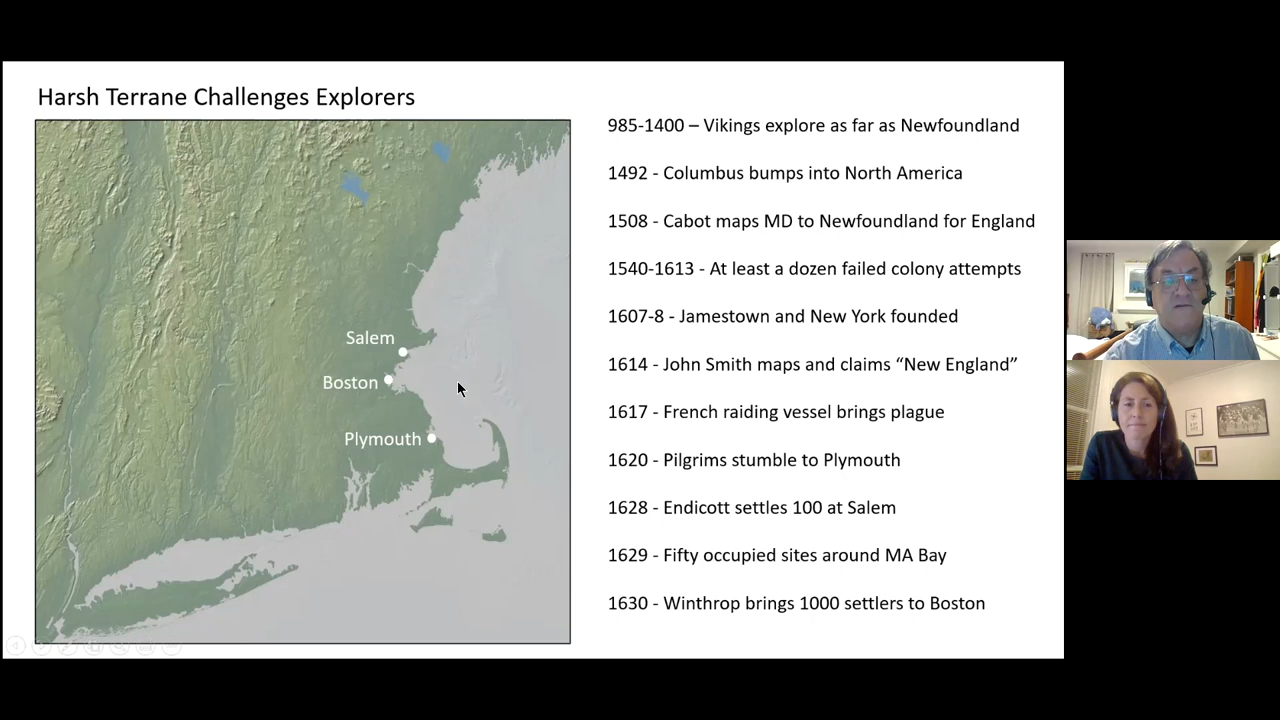 Harsh Terrane Challenges Explorers
Salem
Boston
Plymouth
985-1400 – Vikings explore as far as Newfoundland
1492 - Columbus bumps into North America
1508 - Cabot maps MD to Newfoundland for England
1540-1613 - At least a dozen failed colony attempts
1607-8 - Jamestown and New York founded
1614 - John Smith maps and claims “New England”
1617 - French raiding vessel brings plague
1620 - Pilgrims stumble to Plymouth
1628 - Endicott settles 100 at Salem
1629 - Fifty occupied sites around MA Bay
1630 - Winthrop brings 1000 settlers to Boston